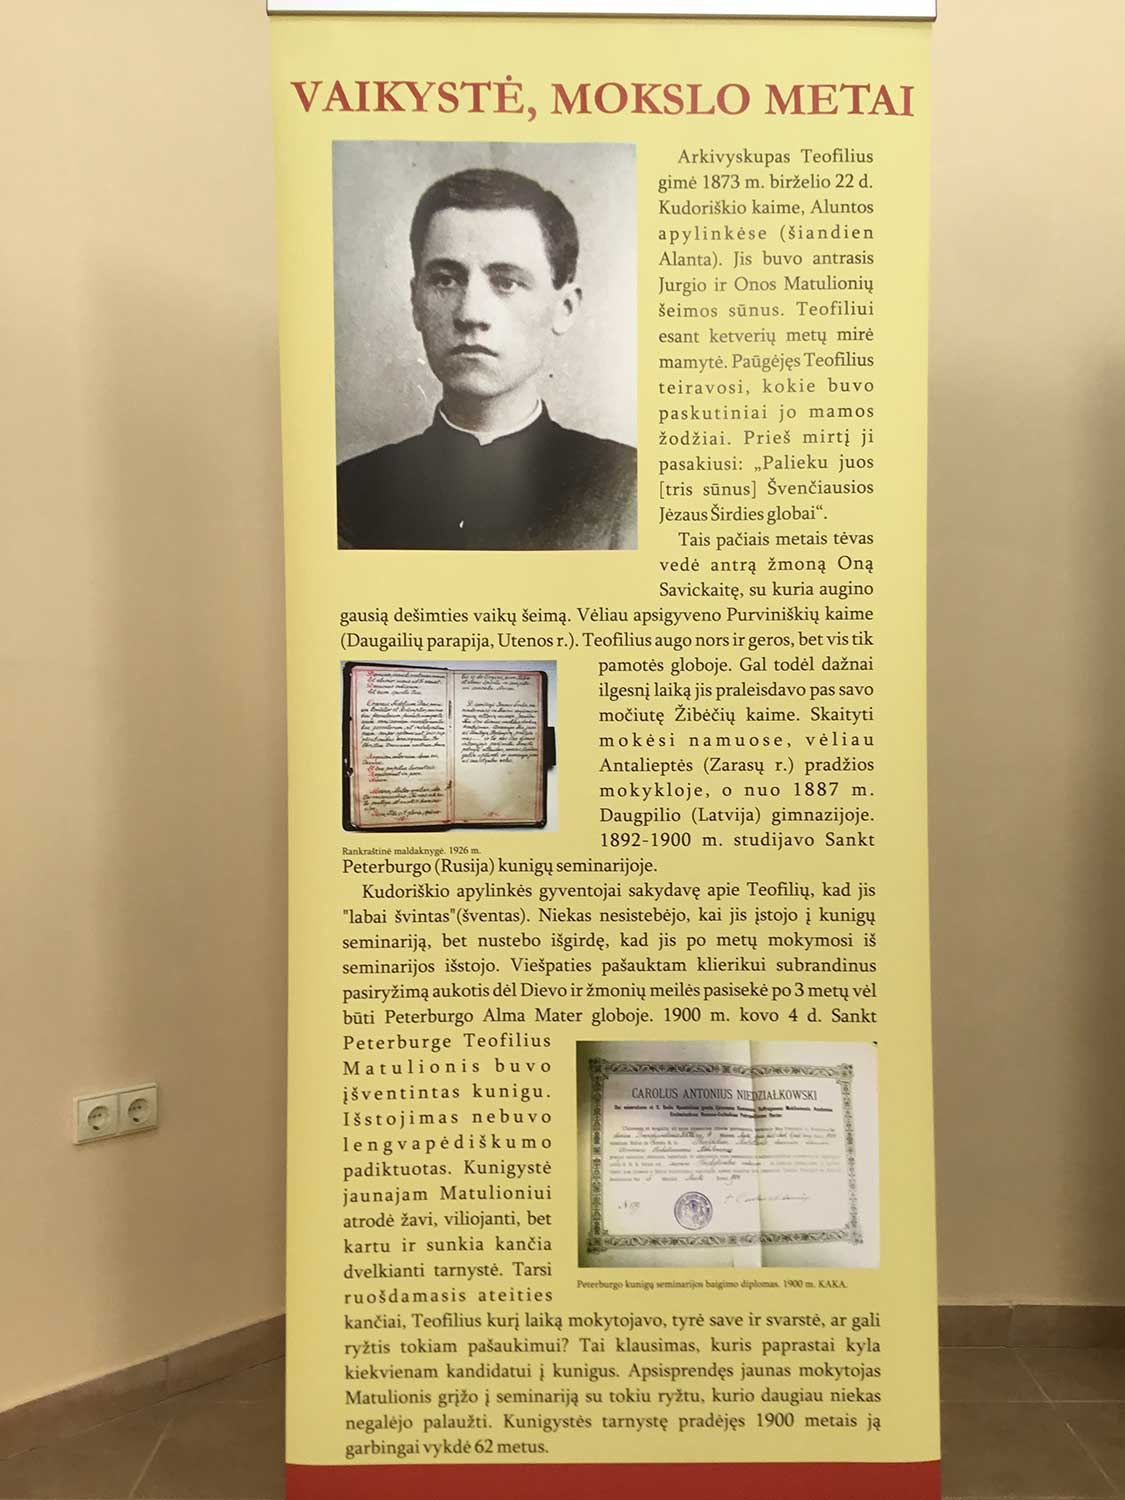 VAIKYSTĖ, MOKSLO METAI
Arkivyskupas Teofilius
gimė 1873 m. birželio 22 d.
Kudoriškio kaime, Aluntos
apylinkėse (šiandien
Alanta). Jis buvo antrasis
Jurgio ir Onos Matulionių
šeimos sūnus. Teofiliui
esant ketverių metų mirė
mamytė. Paūgėjęs Teofilius
teiravosi, kokie buvo
paskutiniai jo mamos
žodžiai. Prieš mirtį ji
pasakiusi: „Palieku juos
[tris sūnus] Švenčiausios
Jėzaus Širdies globai“.
Tais pačiais metais tėvas
vedė antrą žmoną Oną
Savickaitę, su kuria augino
gausią dešimties vaikų šeimą. Vėliau apsigyveno Purviniškių kaime
(Daugailių parapija, Utenos r.). Teofilius augo nors ir geros, bet vis tik
pamotės globoje. Gal todėl dažnai
ilgesnį laiką jis praleisdavo pas savo
močiutę Žibėčių kaime. Skaityti
mokėsi namuose, vėliau
Antalieptės (Zarasų r.) pradžios
mokykloje, o nuo 1887 m.
Daugpilio (Latvija) gimnazijoje.
1892-1900 m. studijavo Sankt
Rankraštinė maldaknygė. 1926 m.
Peterburgo (Rusija) kunigų seminarijoje.
Kudoriškio apylinkės gyventojai sakydavę apie Teofilių, kad jis
"labai švintas"(šventas). Niekas nesistebėjo, kai jis įstojo į kunigų
seminariją, bet nustebo išgirdę, kad jis po metų mokymosi iš
seminarijos išstojo. Viešpaties pašauktam klierikui subrandinus
pasiryžimą aukotis dėl Dievo ir žmonių meilės pasisekė po 3 metų vėl
būti Peterburgo Alma Mater globoje. 1900 m. kovo 4 d. Sankt
Peterburge Teofilius
Matulionis buvo
įšventintas kunigu.
Išstojimas nebuvo
lengvapėdiškumo
padiktuotas. Kunigystė
jaunajam Matulioniui
atrodė žavi, viliojanti, bet
kartu ir sunkia kančia
dvelkianti tarnystė. Tarsi
ruošdamasis ateities
CAROLUS ANTONIUS NIEDZIAŁKOWSKI
Peterburgo kunigų seminarijos baigimo diplomas. 1900 m. KAKA.
kančiai, Teofilius kurį laiką mokytojavo, tyrė save ir svarstė, ar gali
ryžtis tokiam pašaukimui? Tai klausimas, kuris paprastai kyla
kiekvienam kandidatui į kunigus. Apsisprendęs jaunas mokytojas
Matulionis grįžo į seminariją su tokiu ryžtu, kurio daugiau niekas
negalėjo palaužti. Kunigystės tarnystę pradėjęs 1900 metais ją
garbingai vykdė 62 metus.